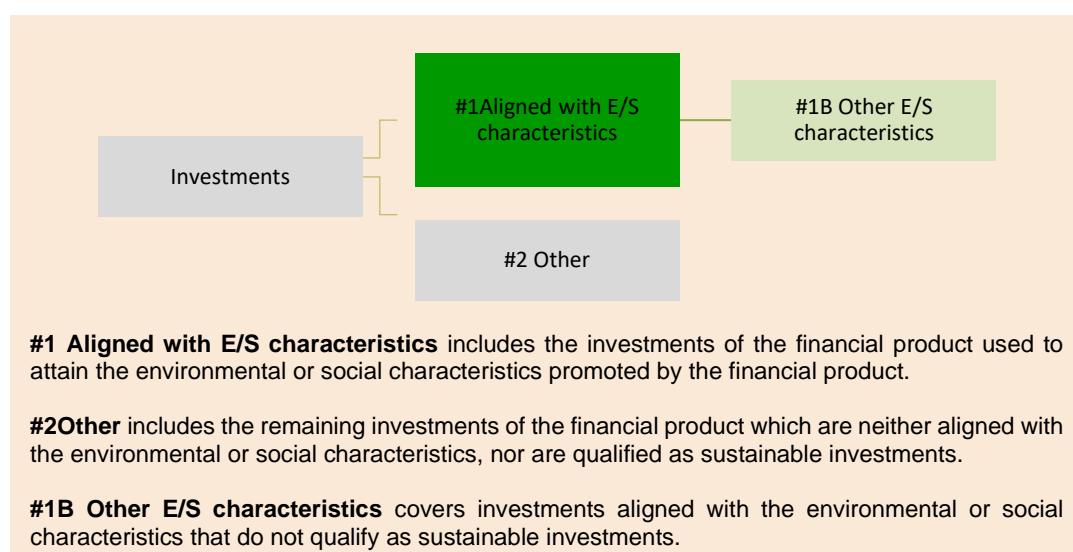 #1Aligned with E/S
characteristics
#1B Other E/S
characteristics
Investments
#2 Other
#1 Aligned with E/S characteristics includes the investments of the financial product used to
attain the environmental or social characteristics promoted by the financial product.
#2Other includes the remaining investments of the financial product which are neither aligned with
the environmental or social characteristics, nor are qualified as sustainable investments.
#1B Other E/S characteristics covers investments aligned with the environmental or social
characteristics that do not qualify as sustainable investments.